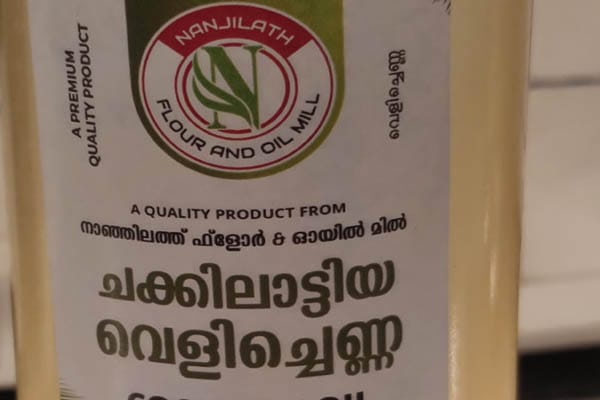 NANJILATH
FLOUR AND OIL MILL
A PREMIUM
QUALITY PRODUCT
വെളിച്ചെണ്ണ
A QUALITY PRODUCT FROM
നാഞ്ഞിലത്ത് ഫ്ളോർ & ഓയിൽ മിൽ
ചക്കിലാട്ടിയ
വെളിച്ചെണ്ണ